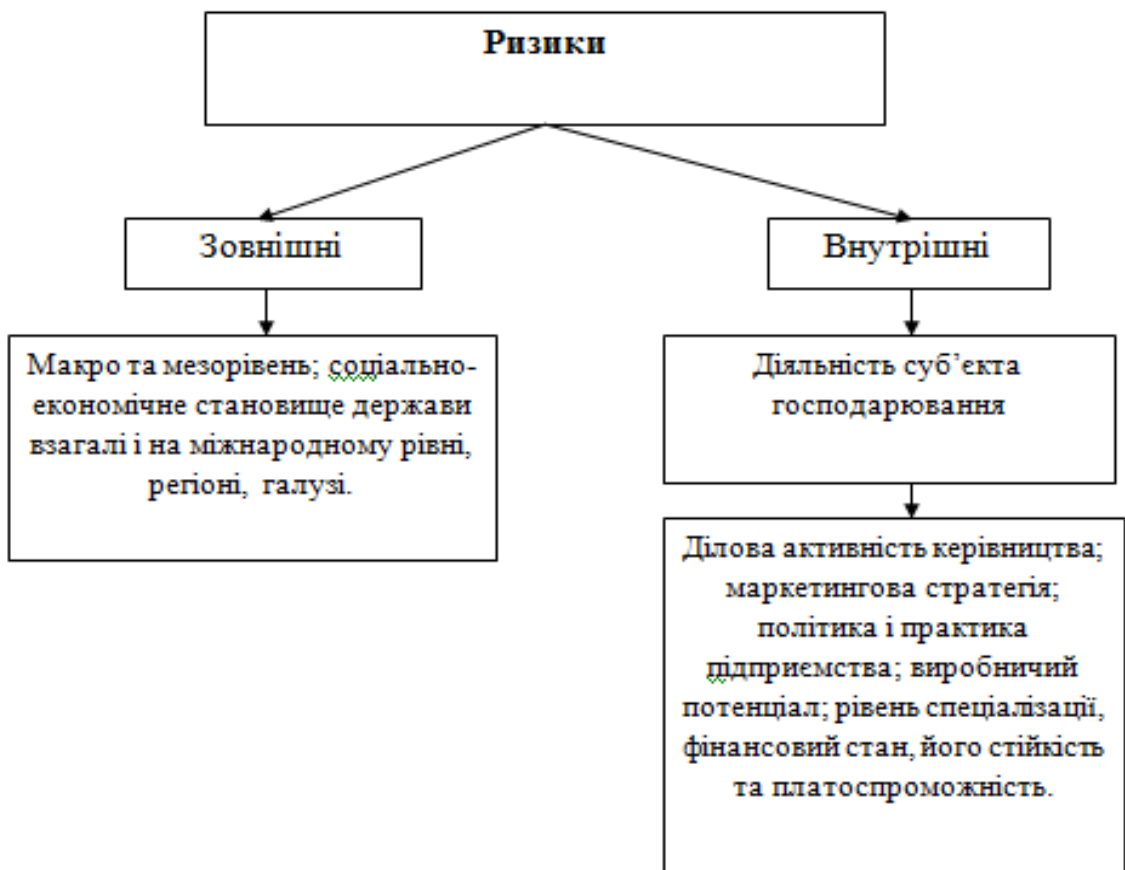 Ризики
Зовнішні
Внутрішні
Макро та мезорівень; соціально-
економічне становище держави
взагалі і на міжнародному рівні,
регіоні, галузі.
Діяльність суб’єкта
господарювання
Ділова активність керівництва;
маркетингова стратегія;
політика і практика
підприємства; виробничий
потенціал; рівень спеціалізації,
фінансовий стан, його стійкість
та платоспроможність.